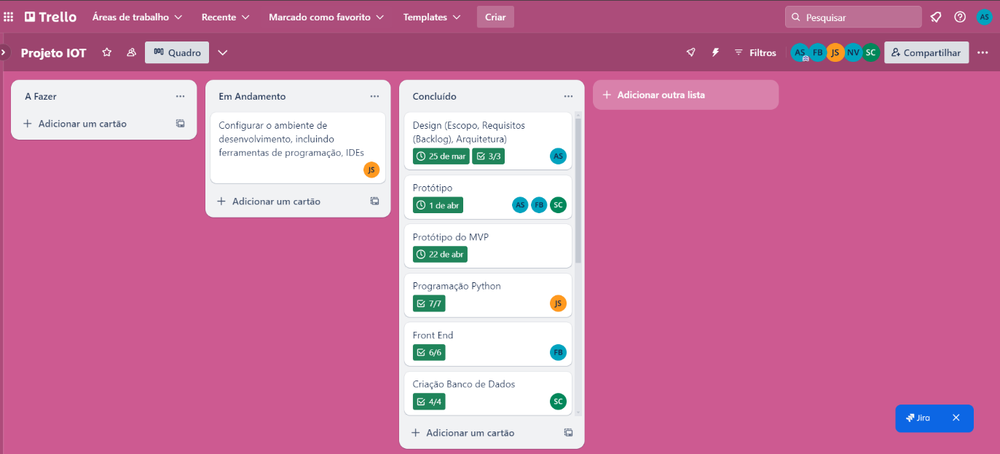 Trello Áreas de trabalho Recente Marcado como favorito Templates Criar Pesquisar AS
Projeto IOT Quadro Filtros AS FB JS NV SC Compartilhar
A Fazer
Adicionar um cartão
Em Andamento
Configurar o ambiente de
desenvolvimento, incluindo
ferramentas de programação, IDEs
JS
Adicionar um cartão
Concluído
Design (Escopo, Requisitos
(Backlog), Arquitetura)
25 de mar 3/3 AS
Protótipo
1 de abr AS FB SC
Protótipo do MVP
22 de abr
Programação Python
7/7 JS
Front End
6/6 FB
Criação Banco de Dados
4/4 SC
Adicionar um cartão
Adicionar outra lista
Jira